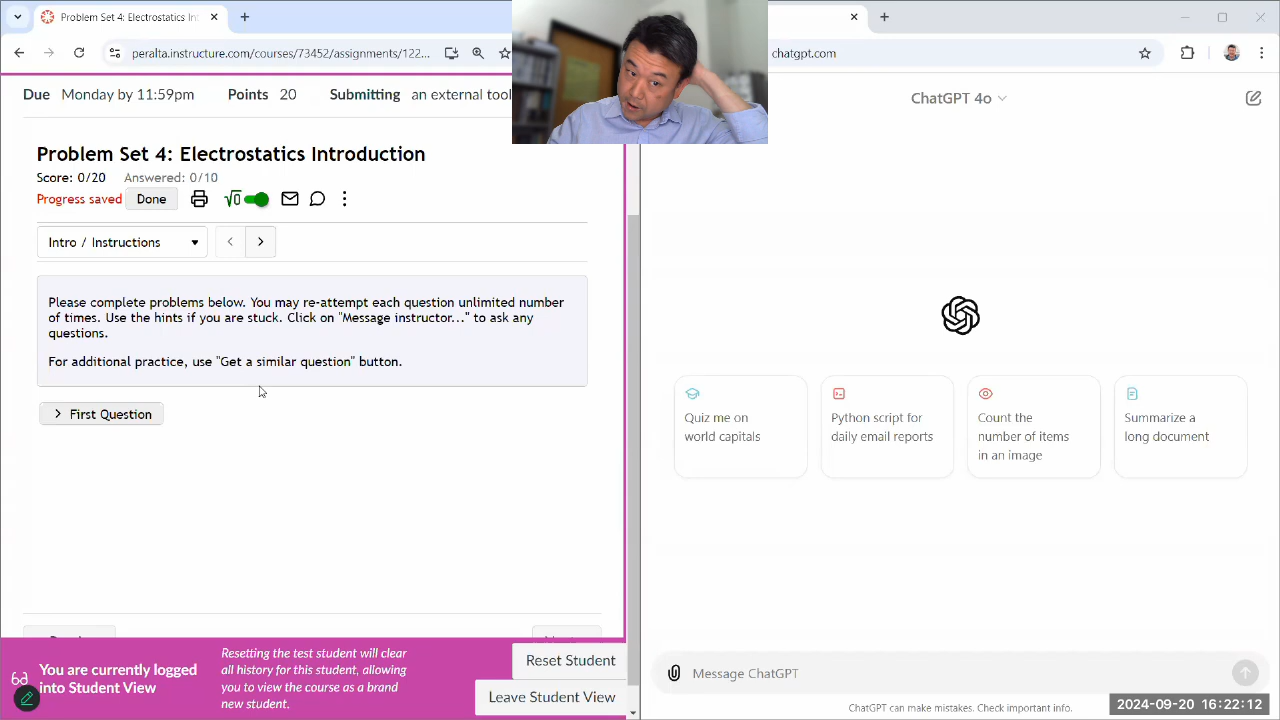 Peralta: Problem Set 4: Electrostatics Int
peralta.instructure.com/courses/73452/assignments/122...
chatgpt.com
Due Monday by 11:59pm Points 20 Submitting an external tool
Problem Set 4: Electrostatics Introduction
Score: 0/20 Answered: 0/10
Progress saved Done √0
Intro / Instructions
Please complete problems below. You may re-attempt each question unlimited number
of times. Use the hints if you are stuck. Click on "Message instructor..." to ask any
questions.
For additional practice, use "Get a similar question" button.
First Question
You are currently logged
into Student View
Resetting the test student will clear
all history for this student, allowing
you to view the course as a brand
new student.
Reset Student
Leave Student View
ChatGPT 4o
Quiz me on
world capitals
Python script for
daily email reports
Count the
number of items
in an image
Summarize a
long document
Message ChatGPT
ChatGPT can make mistakes. Check important info.
2024-09-20 16:22:12